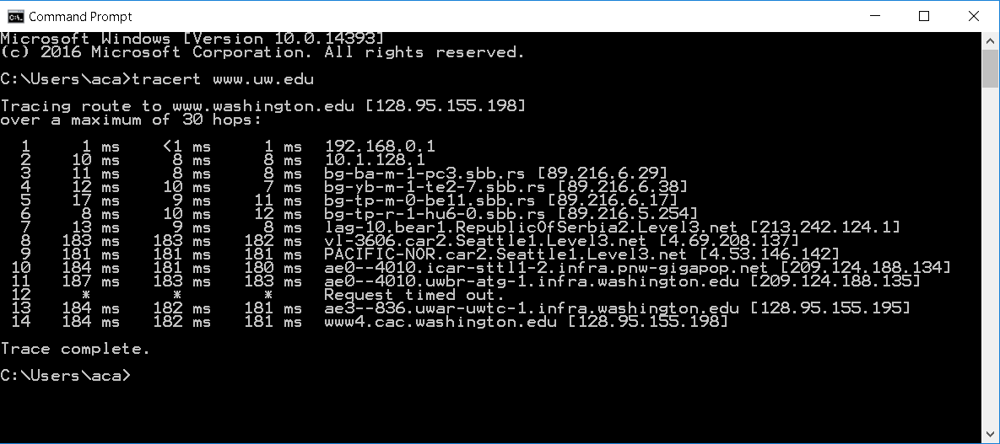 Command Prompt
Microsoft Windows [Version 10.0.14393]
(c) 2016 Microsoft Corporation. All rights reserved.
C:\Users\aca>tracert www.uw.edu
Tracing route to www.washington.edu [128.95.155.198]
over a maximum of 30 hops:
1 1 ms <1 ms 1 ms 192.168.0.1
2 10 ms 8 ms 8 ms 10.1.128.1
3 11 ms 8 ms 8 ms bg-ba-m-1-pc3.sbb.rs [89.216.6.29]
4 12 ms 10 ms 7 ms bg-yb-m-1-te2-7.sbb.rs [89.216.6.38]
5 17 ms 9 ms 11 ms bg-tp-m-0-be11.sbb.rs [89.216.6.17]
6 8 ms 10 ms 12 ms bg-tp-r-1-hu6-0.sbb.rs [89.216.5.254]
7 13 ms 9 ms 8 ms lag-10.bear1.RepublicOfSerbia2.Level3.net [213.242.124.1]
8 183 ms 183 ms 182 ms vl-3606.car2.Seattle1.Level3.net [4.69.208.137]
9 181 ms 181 ms 181 ms PACIFIC-NOR.car2.Seattle1.Level3.net [4.53.146.142]
10 184 ms 181 ms 180 ms ae0--4010.icar-sttl1-2.infra.pnw-gigapop.net [209.124.188.134]
11 187 ms 183 ms 183 ms ae0--4010.uwbr-atg-1.infra.washington.edu [209.124.188.135]
12 * * * Request timed out.
13 184 ms 182 ms 181 ms ae3--836.uwar-uwtc-1.infra.washington.edu [128.95.155.195]
14 184 ms 182 ms 181 ms www4.cac.washington.edu [128.95.155.198]
Trace complete.
C:\Users\aca>